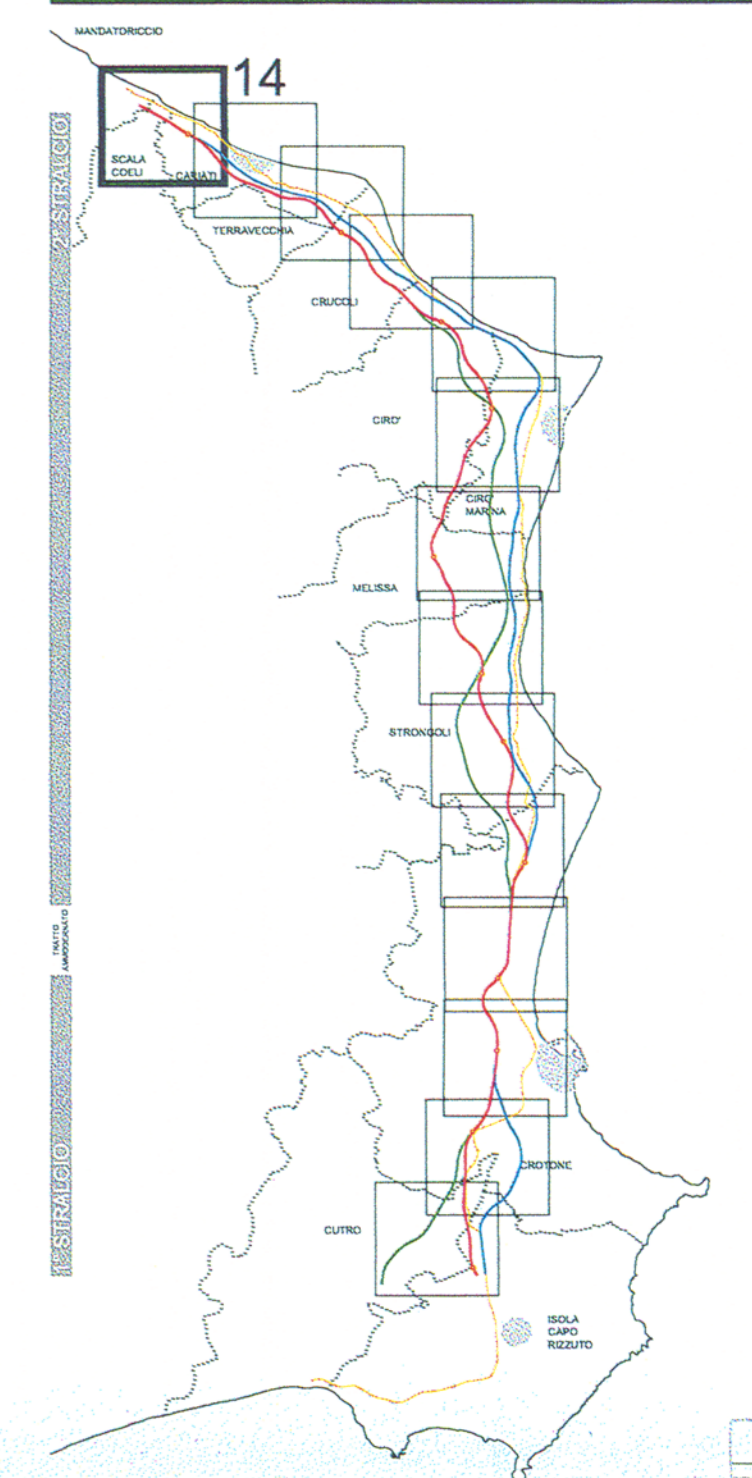 MANDATORICCIO
14
SCALA
COELI
CARIATI
TERRAVECCHIA
CRUCOLI
CIRO'
CIRO'
MARINA
MELISSA
STRONGOLI
CROTONE
CUTRO
ISOLA
CAPO
RIZZUTO
2° STRALCIO
TRATTO
AMMODERNATO
1° STRALCIO